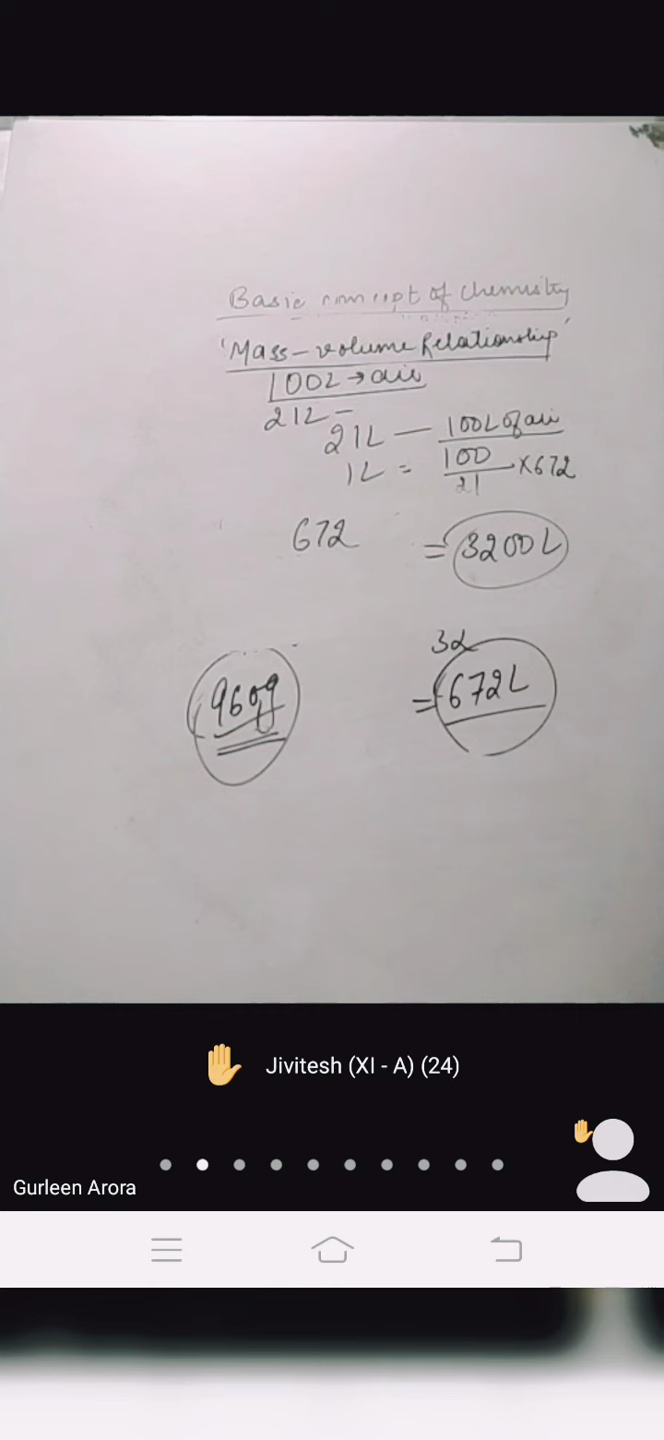 Basic concept of Chemistry
'Mass-volume Relationship'
100L → air
21L -
21L — 100L of air
1L = 100/21 × 672
672 = 3200L
32
960g = 672L
✋ Jivitesh (XI - A) (24)
✋
Gurleen Arora